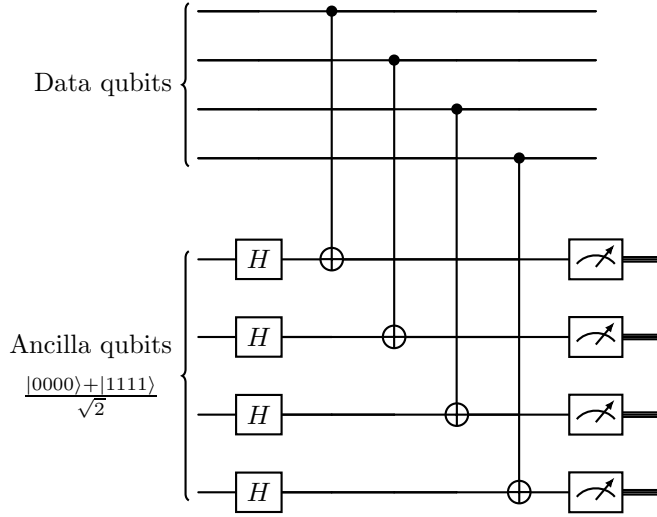 Data qubits
H
Ancilla qubits
H
|0000⟩+|1111⟩
√2
H
H